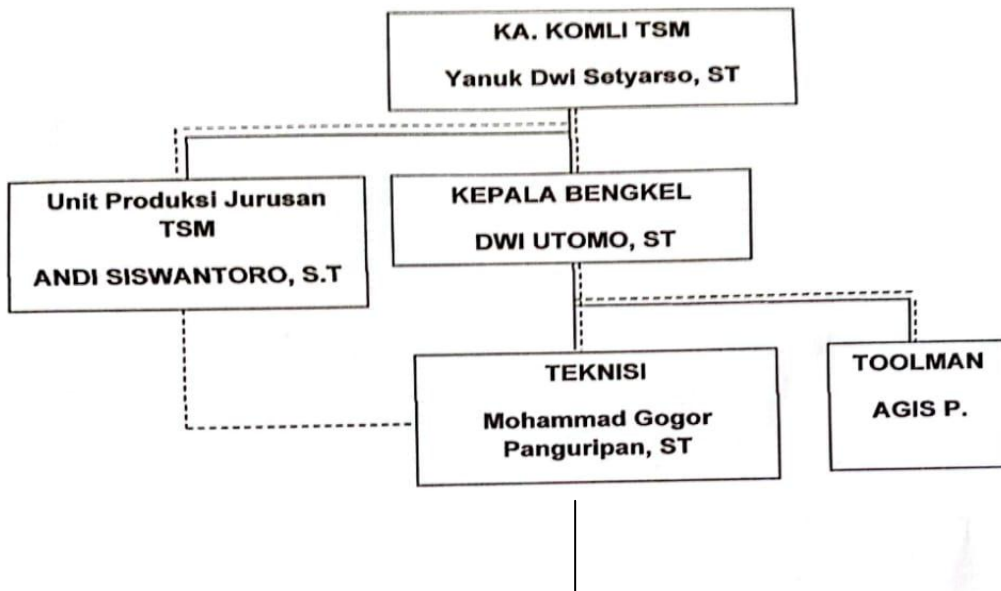 KA. KOMLI TSM
Yanuk Dwi Setyarso, ST
Unit Produksi Jurusan
TSM
ANDI SISWANTORO, S.T
KEPALA BENGKEL
DWI UTOMO, ST
TEKNISI
Mohammad Gogor
Panguripan, ST
TOOLMAN
AGIS P.